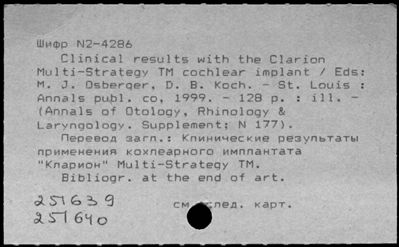 Шифр N2-4286
Clinical results with the Clarion
Multi-Strategy TM cochlear implant / Eds:
M. J. Osberger, D. B. Koch. - St. Louis :
Annals publ. co, 1999. - 128 p. : ill. -
(Annals of Otology, Rhinology &
Laryngology. Supplement; N 177).
Перевод загл.: Клинические результаты
применения кохлеарного имплантата
"Кларион" Multi-Strategy TM.
Bibliogr. at the end of art.
251639 см. след. карт.
251640